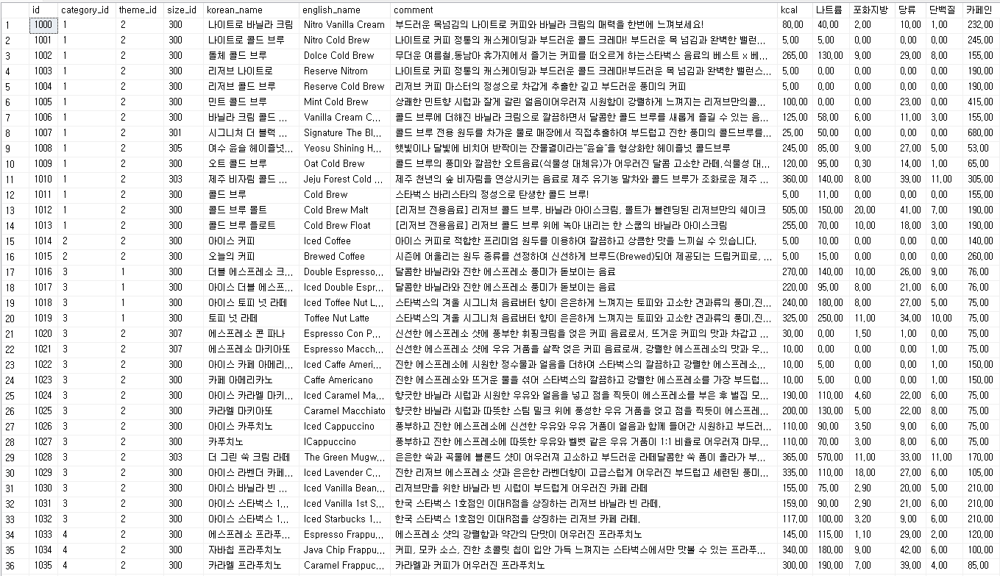 id category_id theme_id size_id korean_name english_name comment kcal 나트륨 포화지방 당류 단백질 카페인
1 1000 1 2 300 나이트로 바닐라 크림 Nitro Vanilla Cream 부드러운 목넘김의 나이트로 커피와 바닐라 크림의 매력을 한번에 느껴보세요! 80,00 40,00 2,00 10,00 1,00 232,00
2 1001 1 2 300 나이트로 콜드 브루 Nitro Cold Brew 나이트로 커피 정통의 캐스케이딩과 부드러운 콜드 크레마! 부드러운 목 넘김과 완벽한 밸런... 5,00 5,00 0,00 0,00 0,00 245,00
3 1002 1 2 300 돌체 콜드 브루 Dolce Cold Brew 무더운 여름철,동남아 휴가지에서 즐기는 커피를 떠오르게 하는스타벅스 음료의 베스트 x 베... 265,00 130,00 9,00 29,00 8,00 155,00
4 1003 1 2 300 리저브 나이트로 Reserve Nitrom 나이트로 커피 정통의 캐스케이딩과 부드러운 콜드 크레마!부드러운 목 넘김과 완벽한 밸런스... 5,00 0,00 0,00 0,00 0,00 190,00
5 1004 1 2 300 리저브 콜드 브루 Reserve Cold Brew 리저브 커피 마스터의 정성으로 차갑게 추출한 깊고 부드러운 풍미의 커피 5,00 0,00 0,00 0,00 0,00 190,00
6 1005 1 2 300 민트 콜드 브루 Mint Cold Brew 상쾌한 민트향 시럽과 잘게 갈린 얼음이어우러져 시원함이 강렬하게 느껴지는 리저브만의콜... 100,00 0,00 0,00 23,00 0,00 415,00
7 1006 1 2 300 바닐라 크림 콜드 ... Vanilla Cream C... 콜드 브루에 더해진 바닐라 크림으로 깔끔하면서 달콤한 콜드 브루를 새롭게 즐길 수 있는 음... 125,00 58,00 6,00 11,00 3,00 155,00
8 1007 1 2 301 시그니처 더 블랙 ... Signature The Bl... 콜드 브루 전용 원두를 차가운 물로 매장에서 직접추출하여 부드럽고 진한 풍미의 콜드브루를... 25,00 50,00 0,00 0,00 0,00 680,00
9 1008 1 2 305 여수 윤슬 헤이즐넛... Yeosu Shining H... 햇빛이나 달빛에 비치어 반짝이는 잔물결이라는"윤슬"을 형상화한 헤이즐넛 콜드브루 245,00 85,00 9,00 27,00 5,00 53,00
10 1009 1 2 300 오트 콜드 브루 Oat Cold Brew 콜드 브루의 풍미와 깔끔한 오트음료(식물성 대체유)가 어우러진 달콤 고소한 라떼,식물성 대... 120,00 95,00 0,30 14,00 1,00 65,00
11 1010 1 2 303 제주 비자림 콜드 ... Jeju Forest Cold ... 제주 천년의 숲 비자림을 연상시키는 음료로 제주 유기농 말차와 콜드 브루가 조화로운 제주 ... 360,00 140,00 8,00 39,00 11,00 305,00
12 1011 1 2 300 콜드 브루 Cold Brew 스타벅스 바리스타의 정성으로 탄생한 콜드 브루! 5,00 11,00 0,00 0,00 0,00 155,00
13 1012 1 2 300 콜드 브루 몰트 Cold Brew Malt [리저브 전용음료] 리저브 콜드 브루, 바닐라 아이스크림, 몰트가 블렌딩된 리저브만의 쉐이크 505,00 150,00 20,00 41,00 7,00 190,00
14 1013 1 2 300 콜드 브루 플로트 Cold Brew Float [리저브 전용음료] 리저브 콜드 브루 위에 녹아 내리는 한 스쿱의 바닐라 아이스크림 255,00 70,00 10,00 18,00 3,00 190,00
15 1014 2 2 300 아이스 커피 Iced Coffee 아이스 커피로 적합한 프리미엄 원두를 이용하여 깔끔하고 상큼한 맛을 느끼실 수 있습니다, 5,00 10,00 0,00 0,00 0,00 140,00
16 1015 2 2 300 오늘의 커피 Brewed Coffee 시즌에 어울리는 원두 종류를 선정하여 신선하게 브루드(Brewed)되어 제공되는 드립커피로, ... 5,00 15,00 0,00 0,00 0,00 260,00
17 1016 3 1 300 더블 에스프레소 크... Double Espresso... 달콤한 바닐라와 진한 에스프레소 풍미가 돋보이는 음료 270,00 140,00 10,00 26,00 9,00 76,00
18 1017 3 1 300 아이스 더블 에스프... Iced Double Espr... 달콤한 바닐라와 진한 에스프레소 풍미가 돋보이는 음료 220,00 95,00 8,00 21,00 6,00 76,00
19 1018 3 1 300 아이스 토피 넛 라떼 Iced Toffee Nut L... 스타벅스의 겨울 시그니처 음료버터 향이 은은하게 느껴지는 토피와 고소한 견과류의 풍미,진... 240,00 180,00 8,00 27,00 5,00 75,00
20 1019 3 1 300 토피 넛 라떼 Toffee Nut Latte 스타벅스의 겨울 시그니처 음료버터 향이 은은하게 느껴지는 토피와 고소한 견과류의 풍미,진... 325,00 250,00 11,00 34,00 10,00 75,00
21 1020 3 2 307 에스프레소 콘 파나 Espresso Con P... 신선한 에스프레소 샷에 풍부한 휘핑크림을 얹은 커피 음료로서, 뜨거운 커피의 맛과 차갑고 ... 30,00 0,00 1,50 1,00 0,00 75,00
22 1021 3 2 307 에스프레소 마키아또 Espresso Macch... 신선한 에스프레소 샷에 우유 거품을 살짝 얹은 커피 음료로써, 강렬한 에스프레소의 맛과 우... 10,00 0,00 0,00 0,00 1,00 75,00
23 1022 3 2 300 아이스 카페 아메리... Iced Caffe Ameri... 진한 에스프레소에 시원한 정수물과 얼음을 더하여 스타벅스의 깔끔하고 강렬한 에스프레소... 10,00 5,00 0,00 0,00 1,00 150,00
24 1023 3 2 300 카페 아메리카노 Caffe Americano 진한 에스프레소와 뜨거운 물을 섞어 스타벅스의 깔끔하고 강렬한 에스프레소를 가장 부드럽... 10,00 5,00 0,00 0,00 1,00 150,00
25 1024 3 2 300 아이스 카라멜 마키... Iced Caramel Ma... 향긋한 바닐라 시럽과 시원한 우유와 얼음을 넣고 점을 찍듯이 에스프레소를 부은 후 벌집 모... 190,00 110,00 4,60 22,00 6,00 75,00
26 1025 3 2 300 카라멜 마키아또 Caramel Macchiato 향긋한 바닐라 시럽과 따뜻한 스팀 밀크 위에 풍성한 우유 거품을 얹고 점을 찍듯이 에스프레... 200,00 130,00 5,00 22,00 8,00 75,00
27 1026 3 2 300 아이스 카푸치노 Iced Cappuccino 풍부하고 진한 에스프레소에 신선한 우유와 우유 거품이 얼음과 함께 들어간 시원하고 부드러... 110,00 90,00 3,50 9,00 6,00 75,00
28 1027 3 2 300 카푸치노 ICappuccino 풍부하고 진한 에스프레소에 따뜻한 우유와 벨벳 같은 우유 거품이 1:1 비율로 어우러져 마무... 110,00 70,00 3,00 8,00 6,00 75,00
29 1028 3 2 303 더 그린 쑥 크림 라떼 The Green Mugw... 은은한 쑥과 곡물에 블론드 샷이 어우러져 고소하고 부드러운 라떼달콤한 쑥 폼이 올라가 부... 365,00 570,00 11,00 33,00 11,00 170,00
30 1029 3 2 300 아이스 라벤더 카페... Iced Lavender C... 진한 리저브 에스프레소 샷과 은은한 라벤더향이 고급스럽게 어우러진 부드럽고 세련된 풍미... 335,00 110,00 18,00 27,00 6,00 105,00
31 1030 3 2 300 아이스 바닐라 빈 ... Iced Vanilla Bean... 리저브만을 위한 바닐라 빈 시럽이 부드럽게 어우러진 카페 라떼 155,00 75,00 2,90 20,00 5,00 210,00
32 1031 3 2 300 아이스 스타벅스 1... Iced Vanilla 1st S... 한국 스타벅스 1호점인 이대R점을 상징하는 리저브 바닐라 빈 라떼, 159,00 90,00 2,90 21,00 6,00 210,00
33 1032 3 2 300 아이스 스타벅스 1... Iced Starbucks 1... 한국 스타벅스 1호점인 이대R점을 상징하는 리저브 카페 라떼, 117,00 100,00 3,20 9,00 6,00 210,00
34 1033 4 2 300 에스프레소 프라푸... Espresso Frappu... 에스프레소 샷의 강렬함과 약간의 단맛이 어우러진 프라푸치노 145,00 115,00 1,10 29,00 2,00 120,00
35 1034 4 2 300 자바칩 프라푸치노 Java Chip Frappu... 커피, 모카 소스, 진한 초콜릿 칩이 입안 가득 느껴지는 스타벅스에서만 맛볼 수 있는 프라푸... 340,00 180,00 9,00 42,00 6,00 100,00
36 1035 4 2 300 카라멜 프라푸치노 Caramel Frappuc... 카라멜과 커피가 어우러진 프라푸치노 300,00 190,00 7,00 39,00 4,00 85,00